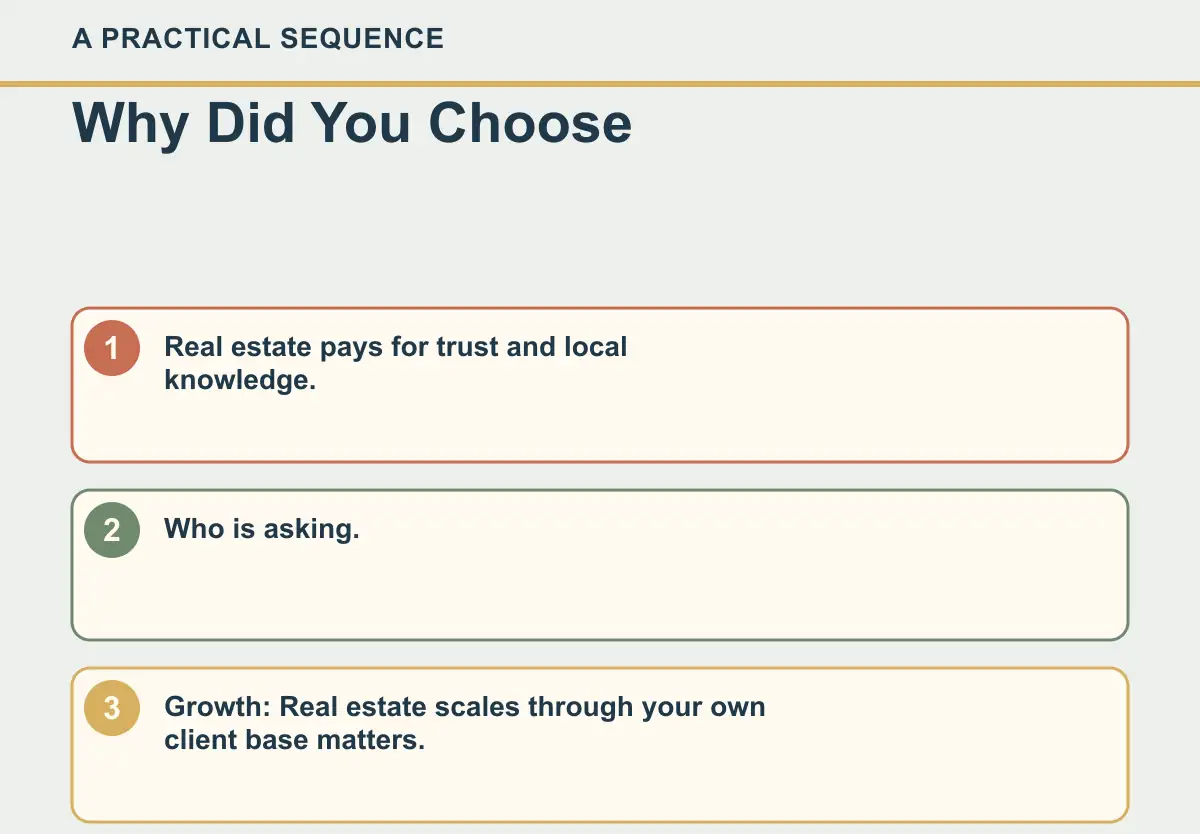 A PRACTICAL SEQUENCE
Why Did You Choose
1
Real estate pays for trust and local
knowledge.
2
Who is asking.
3
Growth: Real estate scales through your own
client base matters.